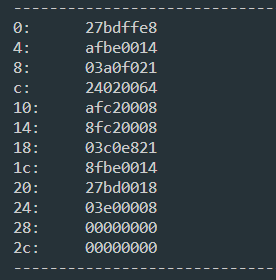 -----------------------------
0: 27bdffe8
4: afbe0014
8: 03a0f021
c: 24020064
10: afc20008
14: 8fc20008
18: 03c0e821
1c: 8fbe0014
20: 27bd0018
24: 03e00008
28: 00000000
2c: 00000000
-----------------------------